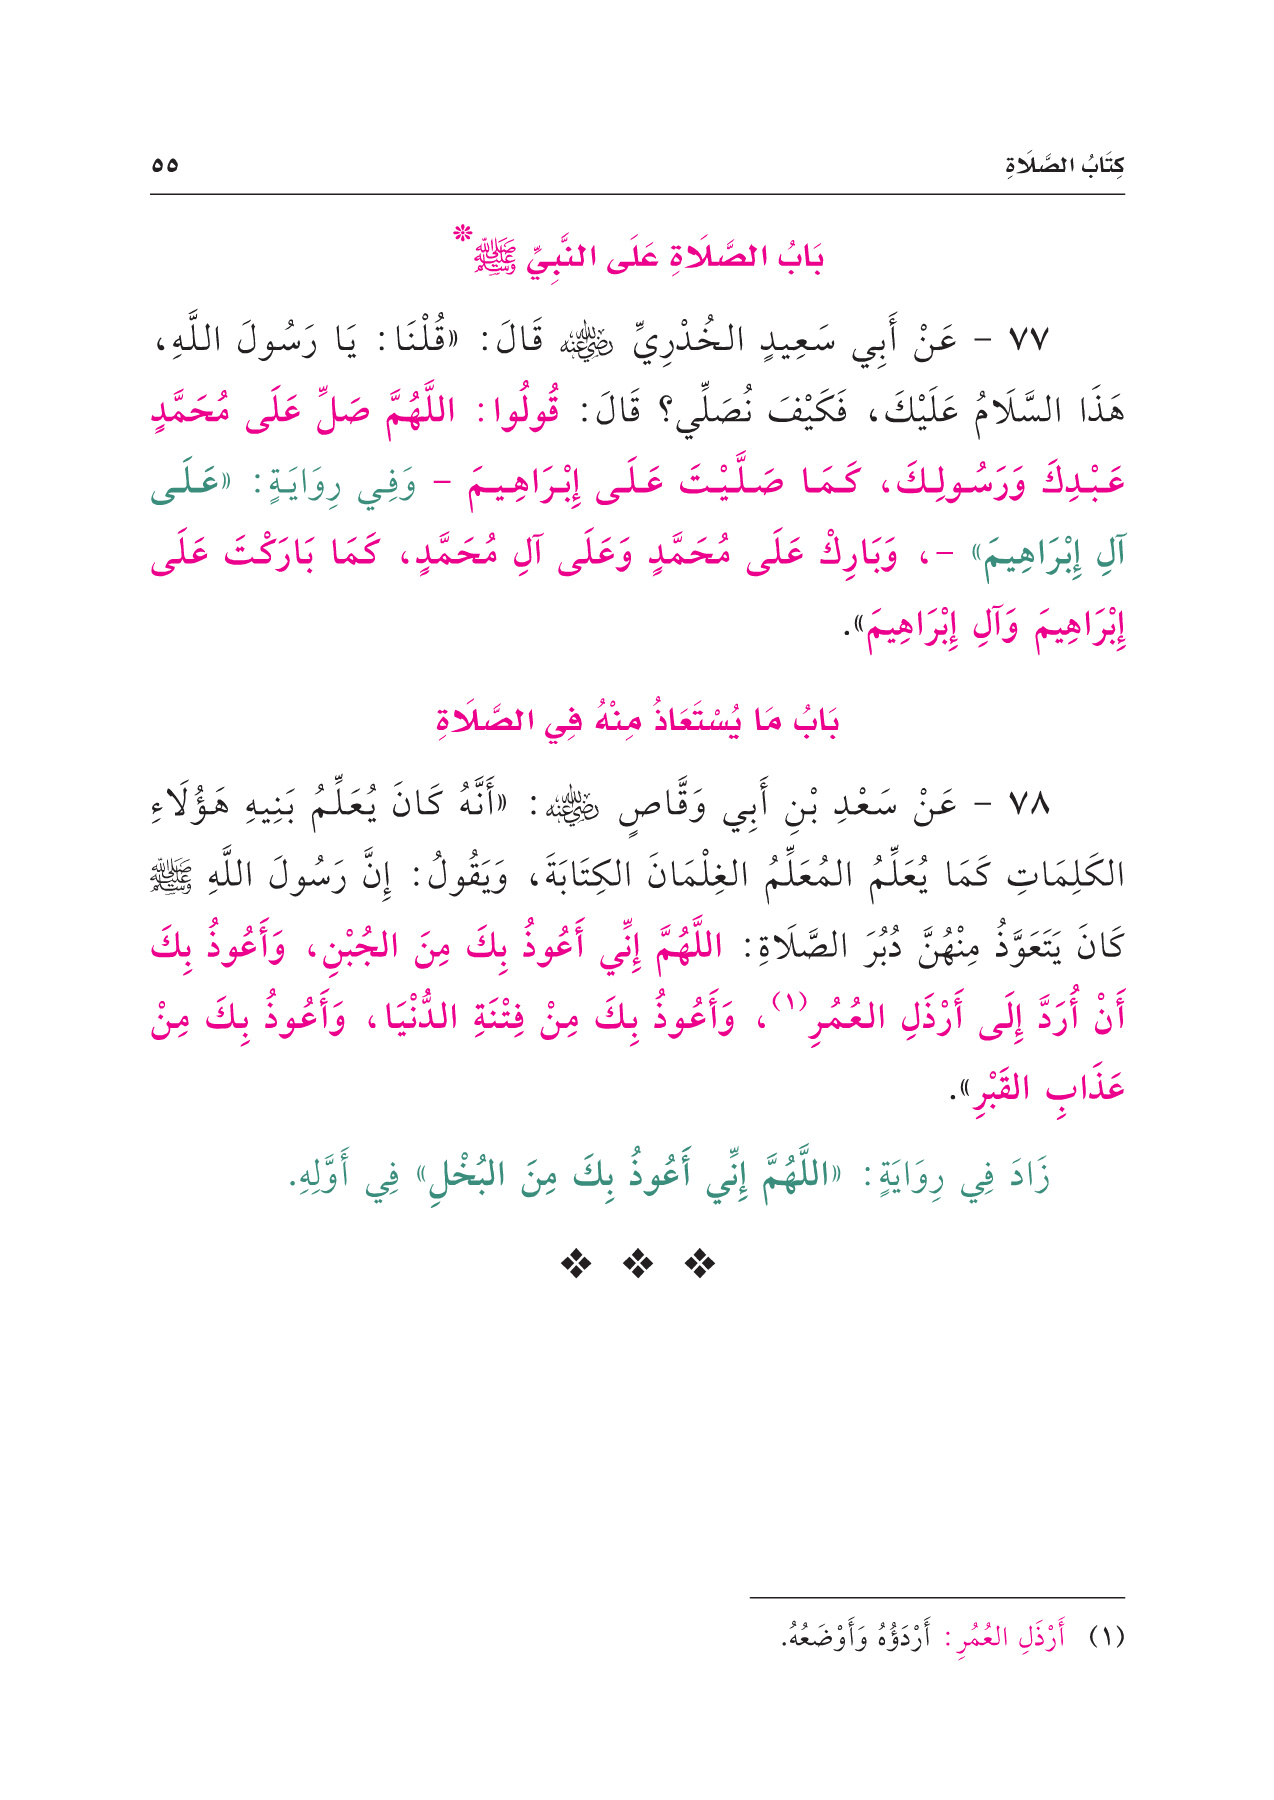 كِتَابُ الصَّلَاةِ ٥٥
بَابُ الصَّلَاةِ عَلَى النَّبِيِّ ﷺ*
٧٧ - عَنْ أَبِي سَعِيدٍ الخُدْرِيِّ رضي الله عنه قَالَ: «قُلْنَا: يَا رَسُولَ اللَّهِ،
هَذَا السَّلَامُ عَلَيْكَ، فَكَيْفَ نُصَلِّي؟ قَالَ: قُولُوا: اللَّهُمَّ صَلِّ عَلَى مُحَمَّدٍ
عَبْدِكَ وَرَسُولِكَ، كَمَا صَلَّيْتَ عَلَى إِبْرَاهِيمَ - وَفِي رِوَايَةٍ: «عَلَى
آلِ إِبْرَاهِيمَ» -، وَبَارِكْ عَلَى مُحَمَّدٍ وَعَلَى آلِ مُحَمَّدٍ، كَمَا بَارَكْتَ عَلَى
إِبْرَاهِيمَ وَآلِ إِبْرَاهِيمَ».
بَابُ مَا يُسْتَعَاذُ مِنْهُ فِي الصَّلَاةِ
٧٨ - عَنْ سَعْدِ بْنِ أَبِي وَقَّاصٍ رضي الله عنه: «أَنَّهُ كَانَ يُعَلِّمُ بَنِيهِ هَؤُلَاءِ
الكَلِمَاتِ كَمَا يُعَلِّمُ المُعَلِّمُ الغِلْمَانَ الكِتَابَةَ، وَيَقُولُ: إِنَّ رَسُولَ اللَّهِ ﷺ
كَانَ يَتَعَوَّذُ مِنْهُنَّ دُبُرَ الصَّلَاةِ: اللَّهُمَّ إِنِّي أَعُوذُ بِكَ مِنَ الجُبْنِ، وَأَعُوذُ بِكَ
أَنْ أُرَدَّ إِلَى أَرْذَلِ العُمُرِ(١)، وَأَعُوذُ بِكَ مِنْ فِتْنَةِ الدُّنْيَا، وَأَعُوذُ بِكَ مِنْ
عَذَابِ القَبْرِ».
زَادَ فِي رِوَايَةٍ: «اللَّهُمَّ إِنِّي أَعُوذُ بِكَ مِنَ البُخْلِ» فِي أَوَّلِهِ.
(١) أَرْذَلِ العُمُرِ: أَرْدَؤُهُ وَأَوْضَعُهُ.